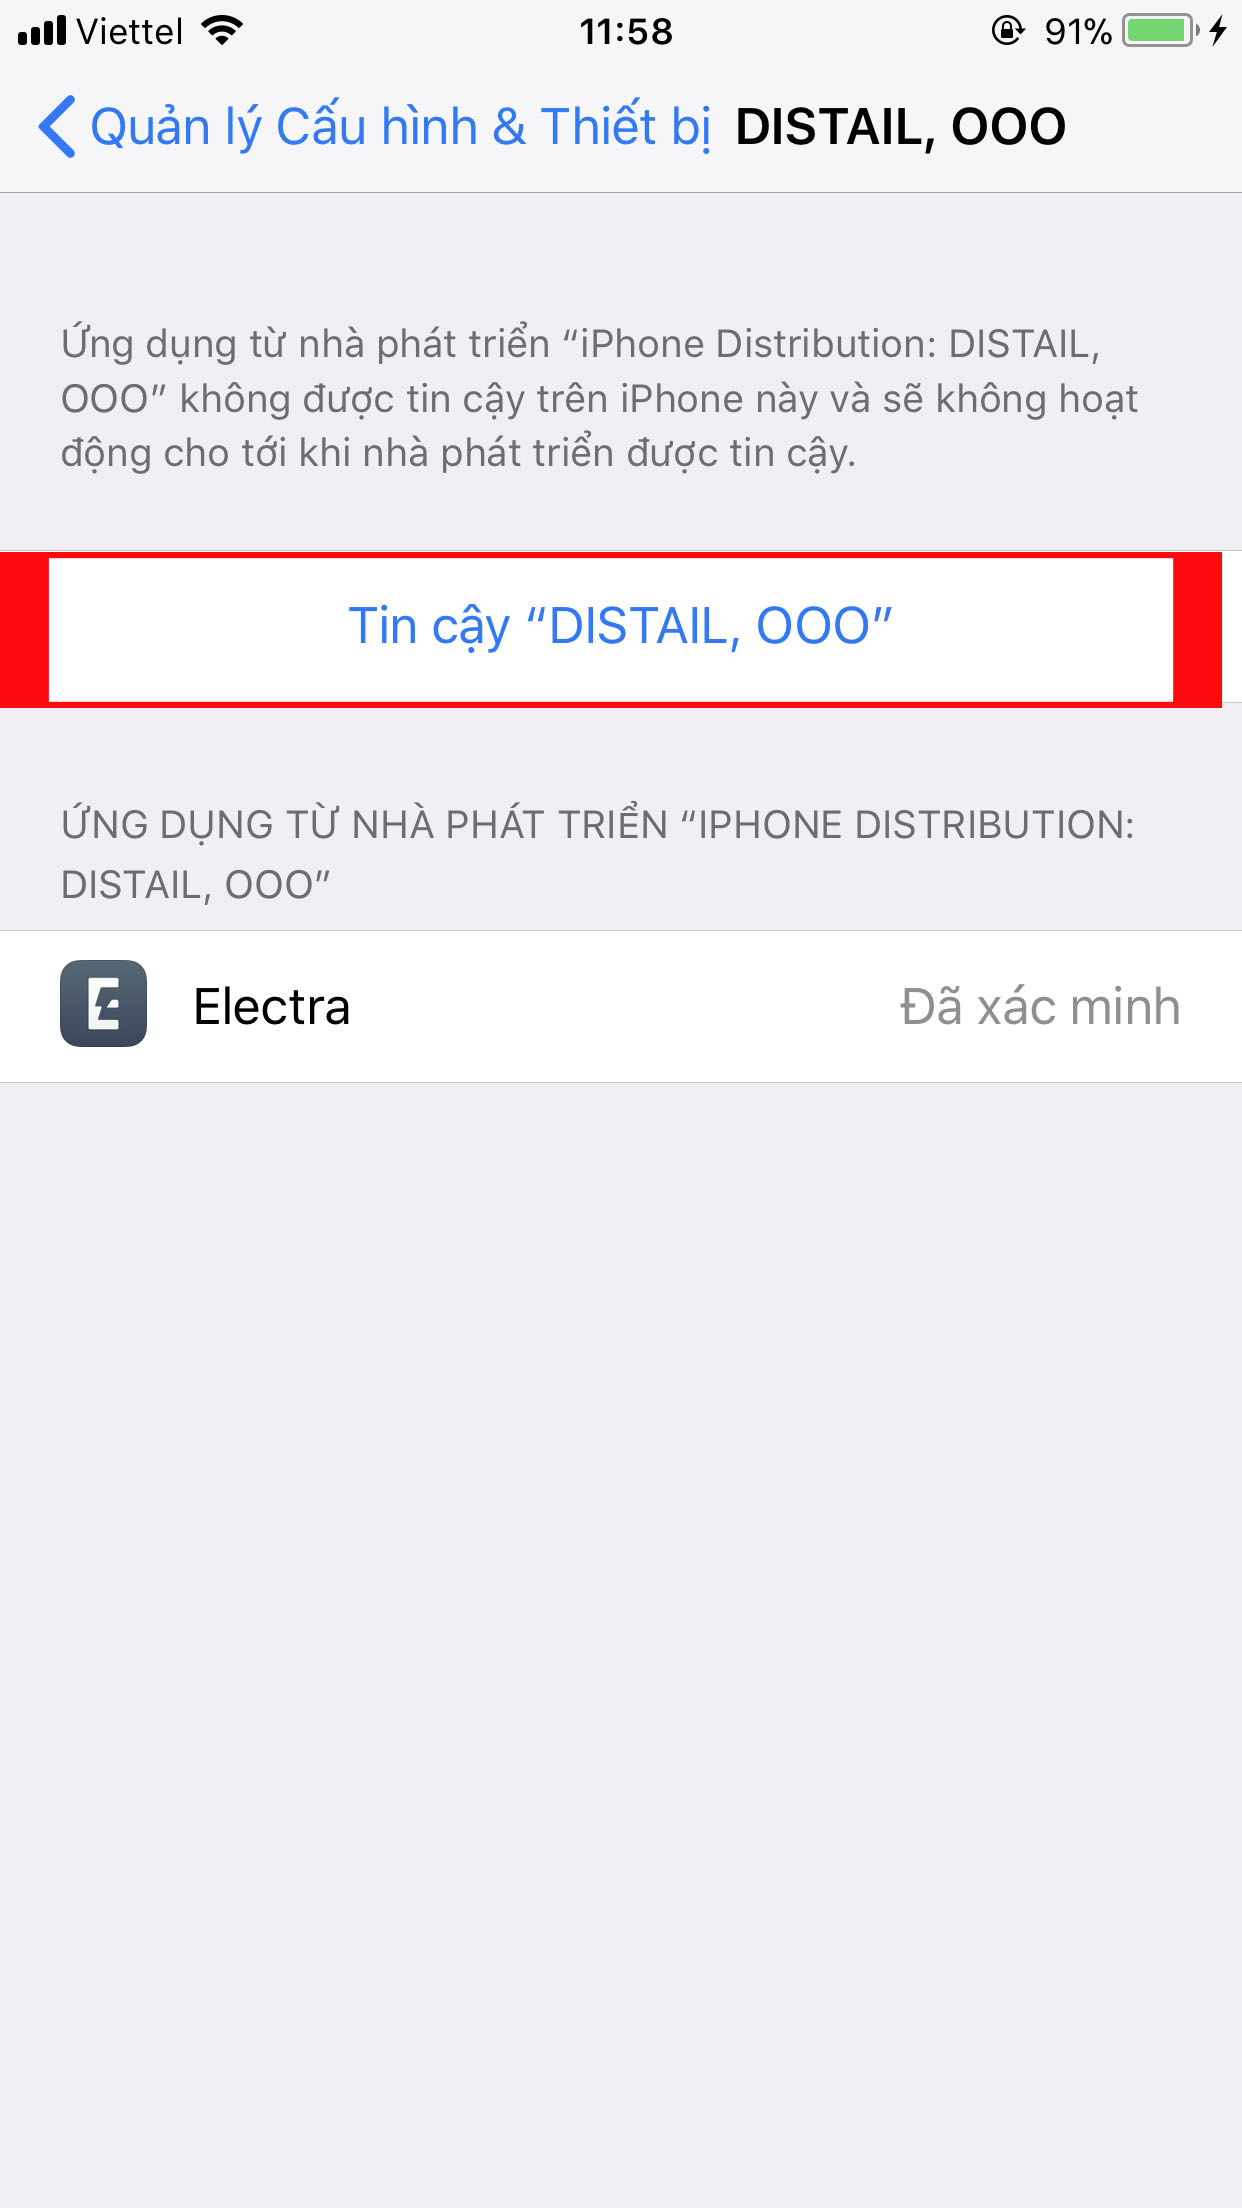 Viettel 11:58 91%
Quản lý Cấu hình & Thiết bị DISTAIL, OOO
Ứng dụng từ nhà phát triển “iPhone Distribution: DISTAIL,
OOO” không được tin cậy trên iPhone này và sẽ không hoạt
động cho tới khi nhà phát triển được tin cậy.
Tin cậy “DISTAIL, OOO”
ỨNG DỤNG TỪ NHÀ PHÁT TRIỂN “IPHONE DISTRIBUTION:
DISTAIL, OOO”
Electra Đã xác minh